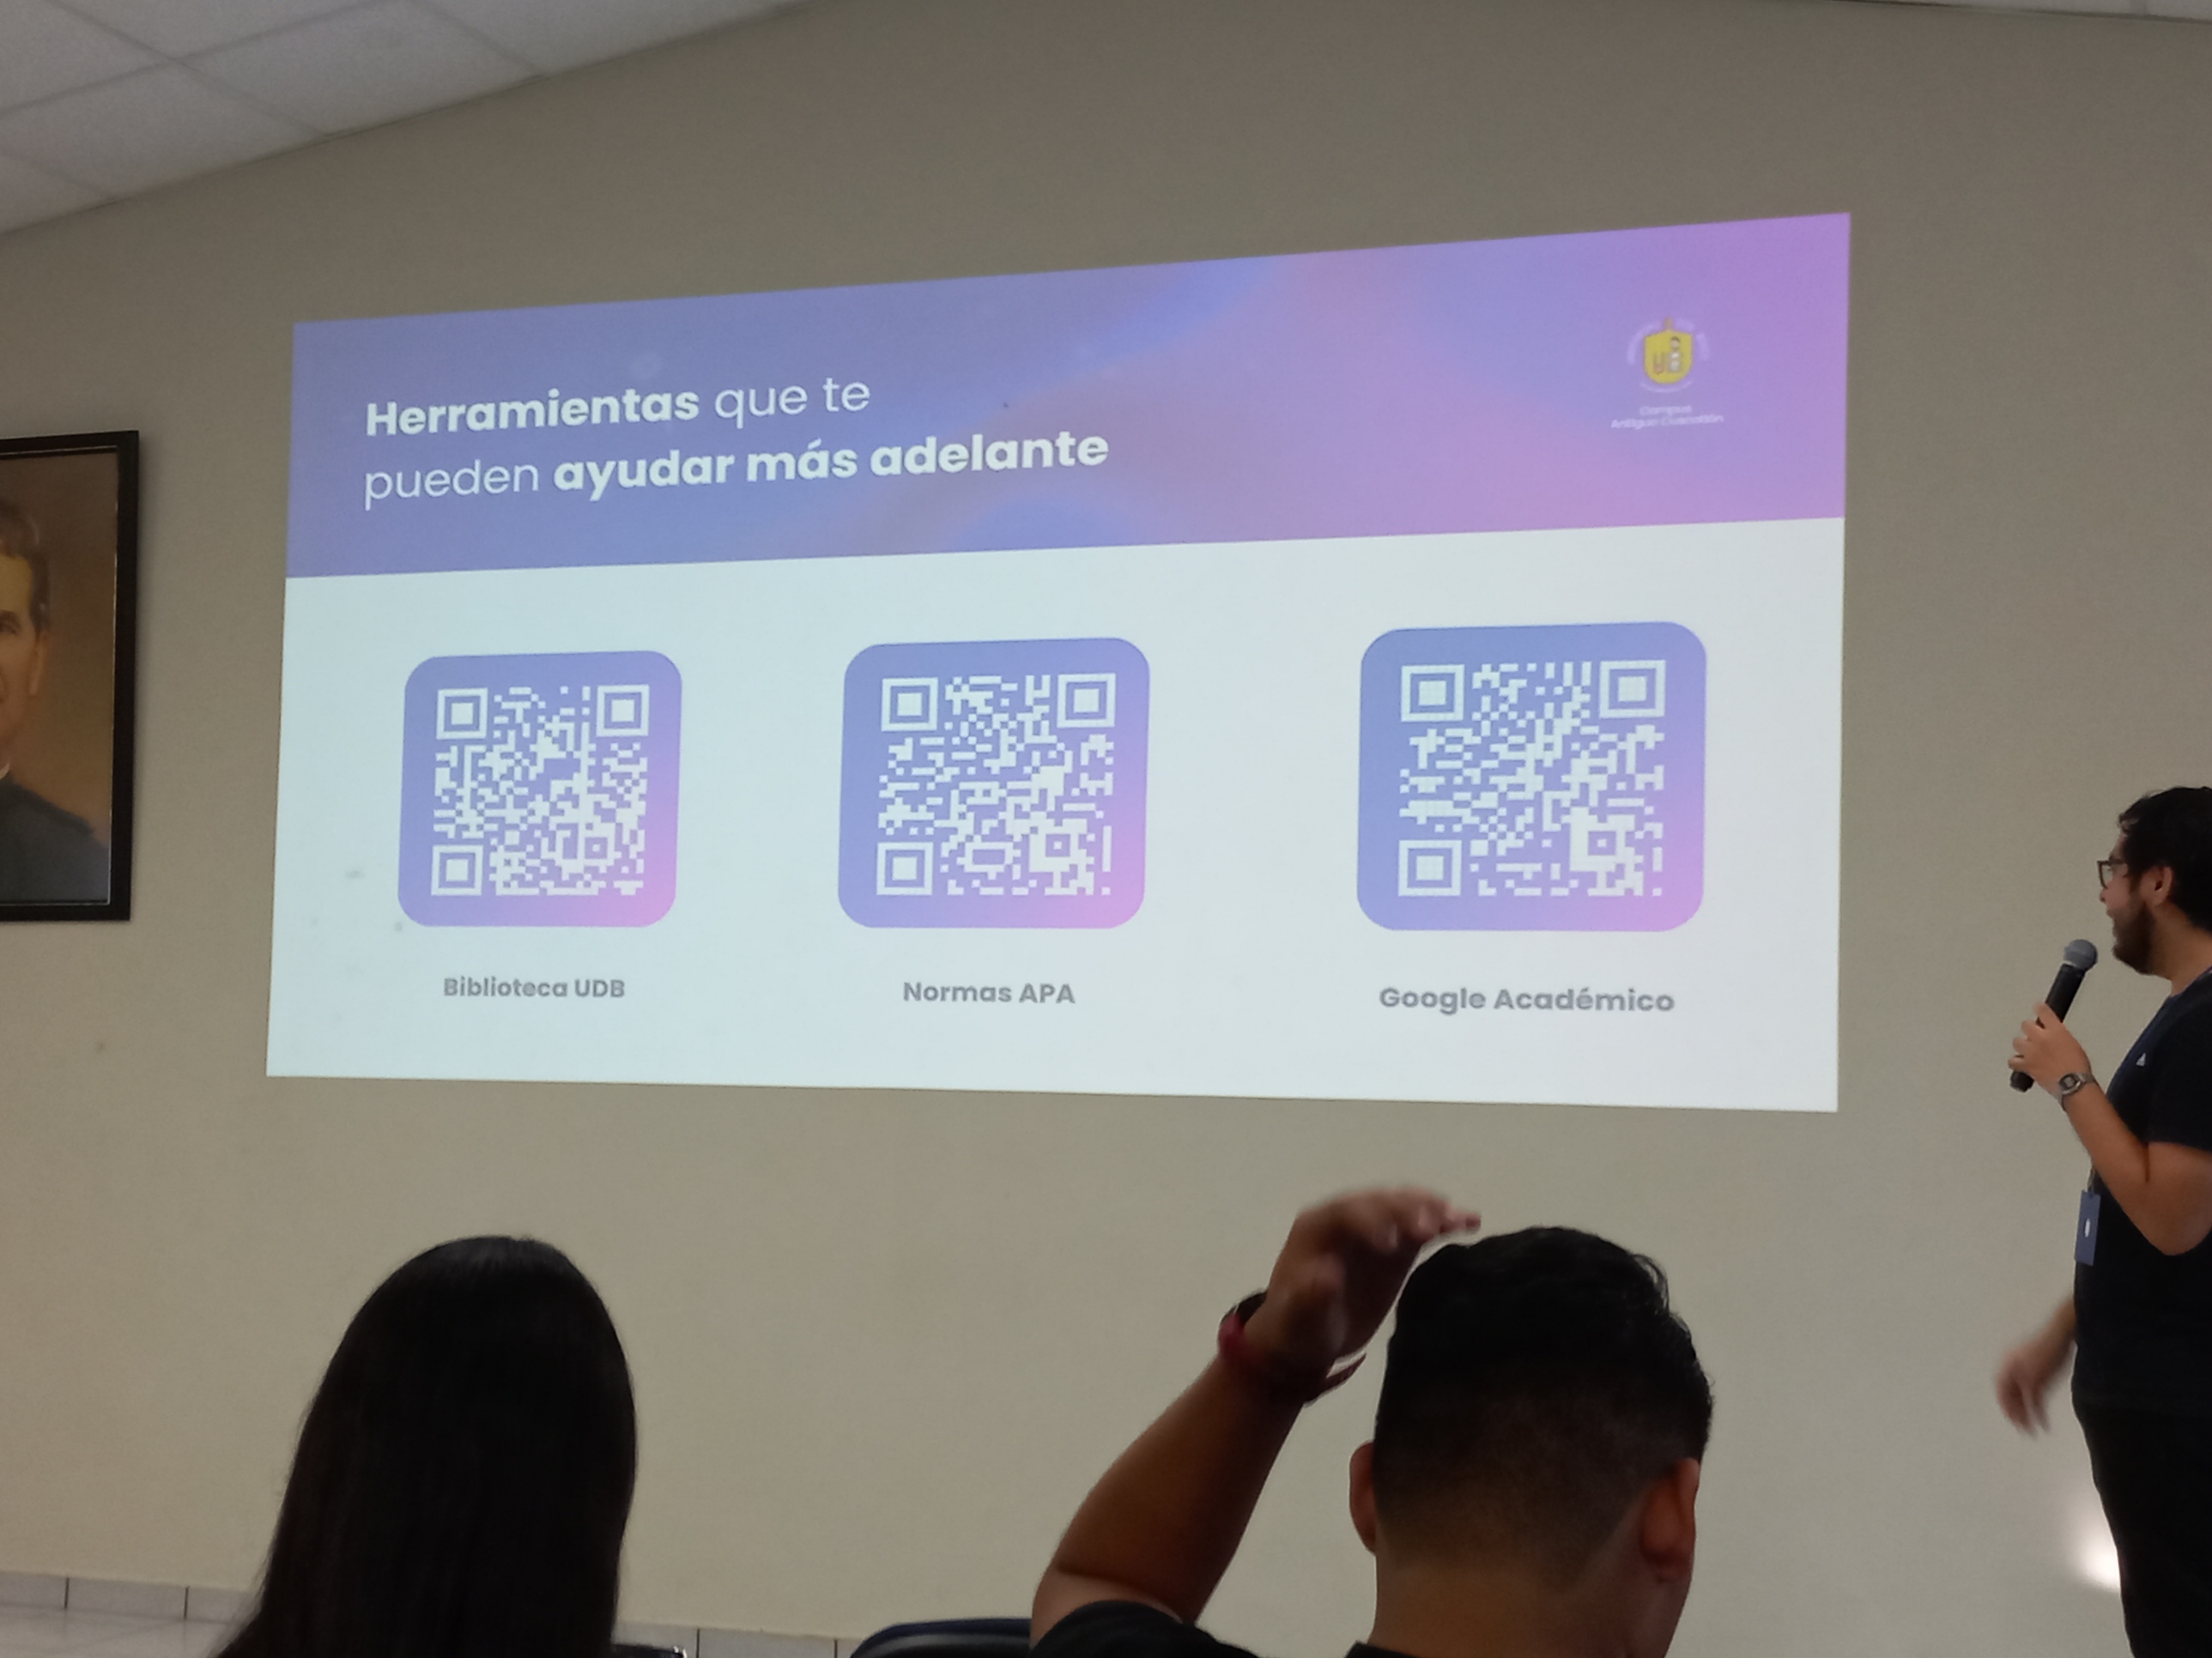 Herramientas que te
pueden ayudar más adelante
UDB
Campus
Antiguo Cuscatlán
Biblioteca UDB
Normas APA
Google Académico